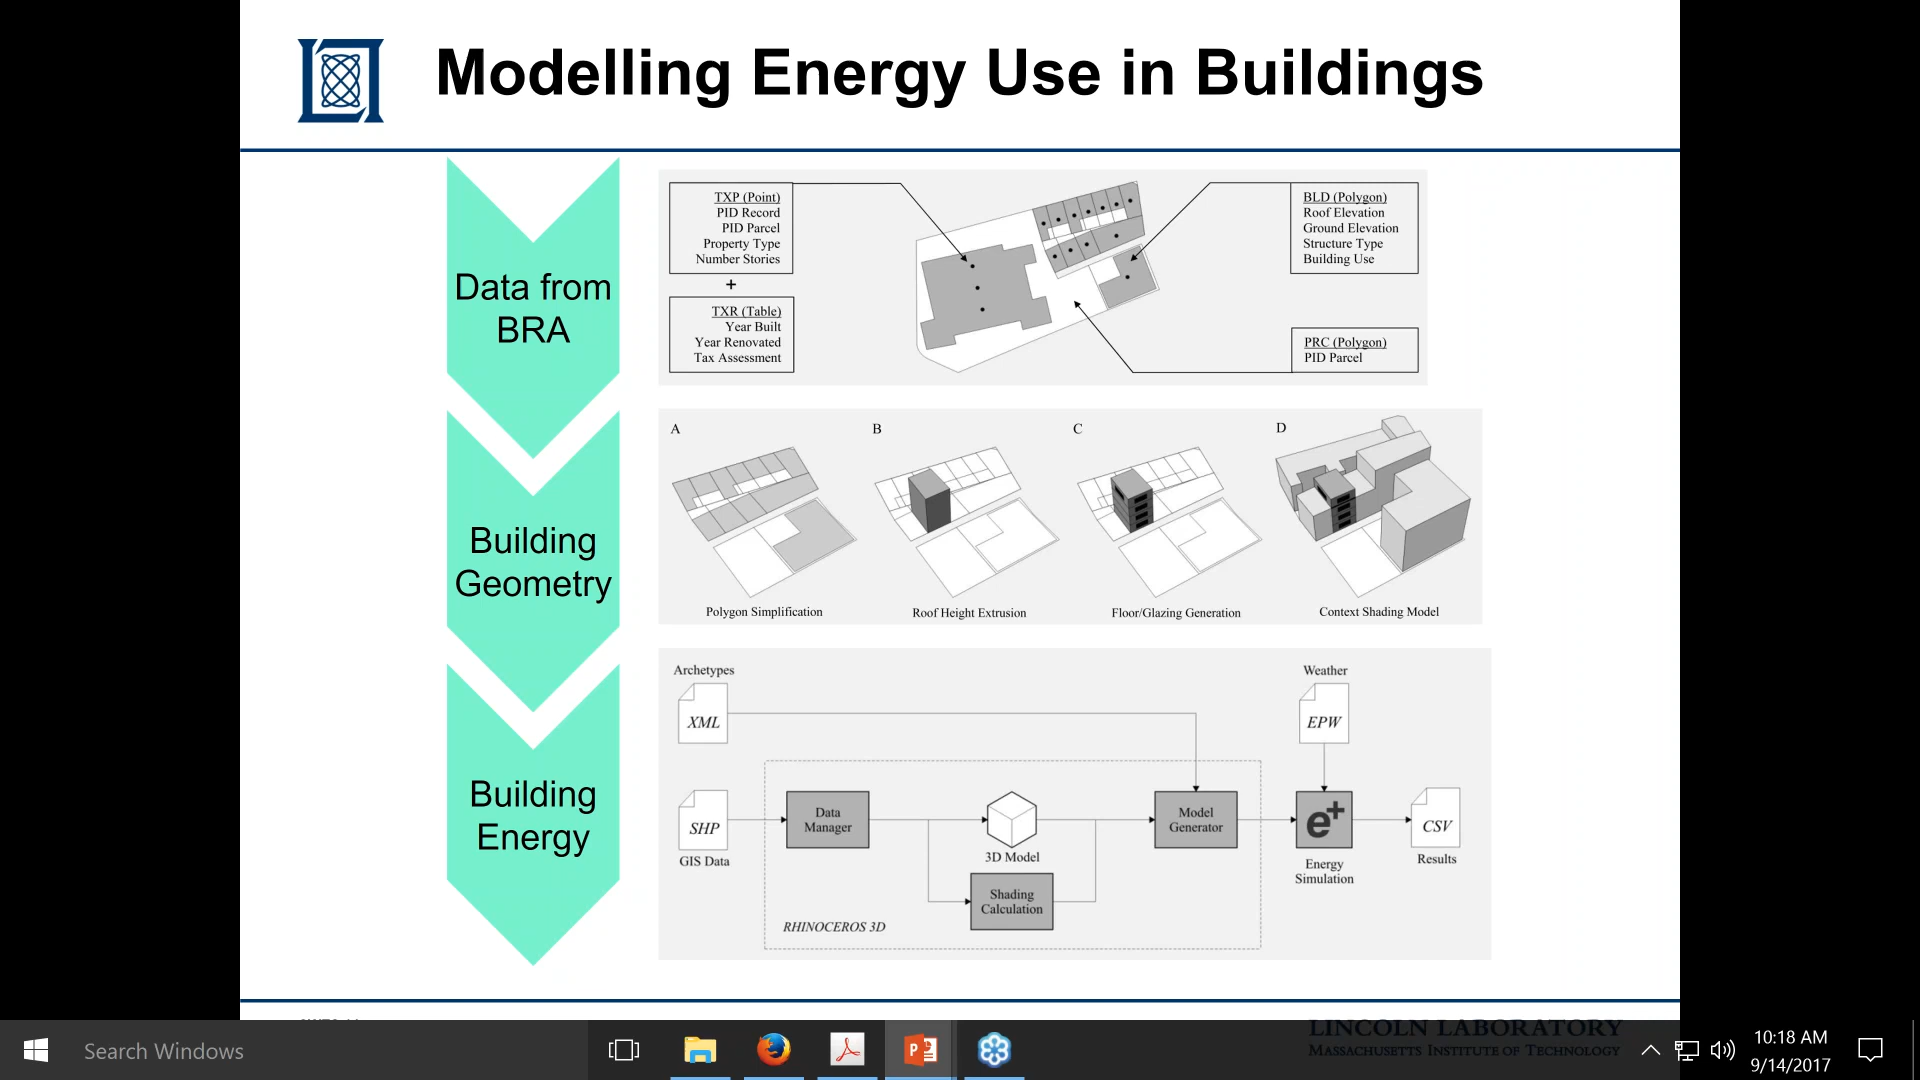 Modelling Energy Use in Buildings
Data from
BRA
TXP (Point)
PID Record
PID Parcel
Property Type
Number Stories
+
TXR (Table)
Year Built
Year Renovated
Tax Assessment
BLD (Polygon)
Roof Elevation
Ground Elevation
Structure Type
Building Use
PRC (Polygon)
PID Parcel
Building
Geometry
A
B
C
D
Polygon Simplification
Roof Height Extrusion
Floor/Glazing Generation
Context Shading Model
Building
Energy
Archetypes
XML
Weather
EPW
SHP
GIS Data
Data
Manager
3D Model
Shading
Calculation
Model
Generator
e+
Energy
Simulation
CSV
Results
RHINOCEROS 3D
LINCOLN LABORATORY
MASSACHUSETTS INSTITUTE OF TECHNOLOGY
Search Windows
10:18 AM
9/14/2017